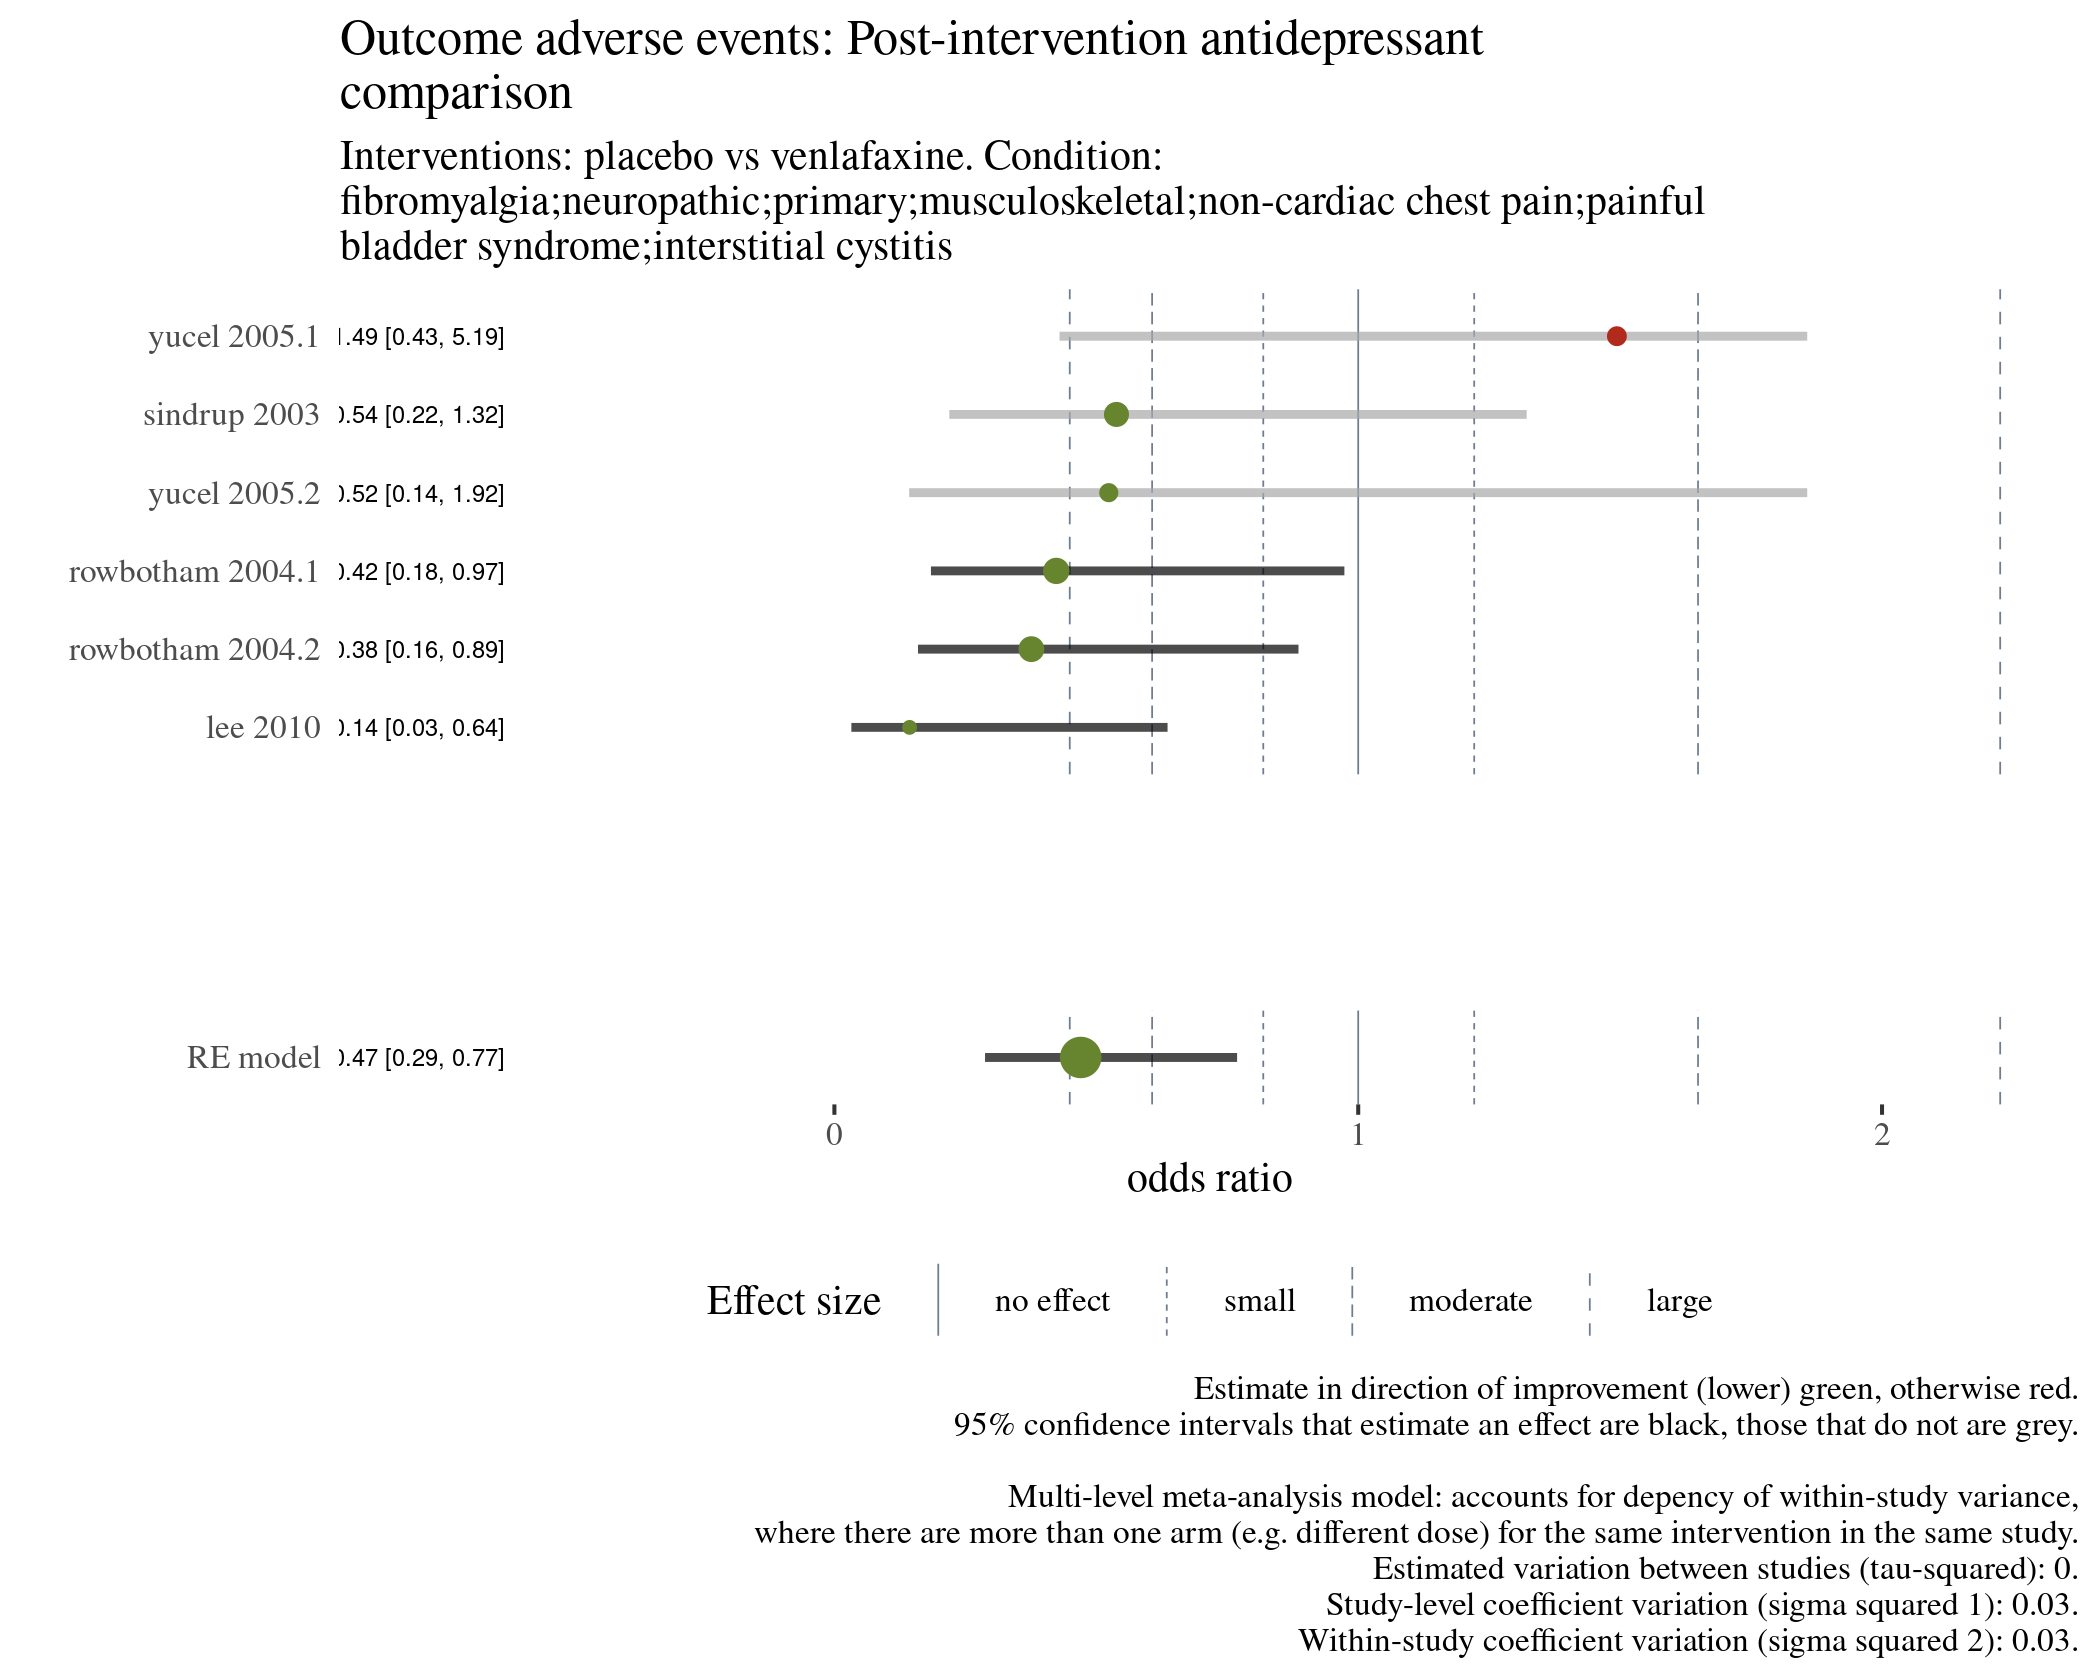 Outcome adverse events: Post-intervention antidepressant
comparison
Interventions: placebo vs venlafaxine. Condition:
fibromyalgia;neuropathic;primary;musculoskeletal;non-cardiac chest pain;painful
bladder syndrome;interstitial cystitis
yucel 2005.1 1.49 [0.43, 5.19]
sindrup 2003 0.54 [0.22, 1.32]
yucel 2005.2 0.52 [0.14, 1.92]
rowbotham 2004.1 0.42 [0.18, 0.97]
rowbotham 2004.2 0.38 [0.16, 0.89]
lee 2010 0.14 [0.03, 0.64]
RE model 0.47 [0.29, 0.77]
0 1 2
odds ratio
Effect size no effect small moderate large
Estimate in direction of improvement (lower) green, otherwise red.
95% confidence intervals that estimate an effect are black, those that do not are grey.
Multi-level meta-analysis model: accounts for depency of within-study variance,
where there are more than one arm (e.g. different dose) for the same intervention in the same study.
Estimated variation between studies (tau-squared): 0.
Study-level coefficient variation (sigma squared 1): 0.03.
Within-study coefficient variation (sigma squared 2): 0.03.